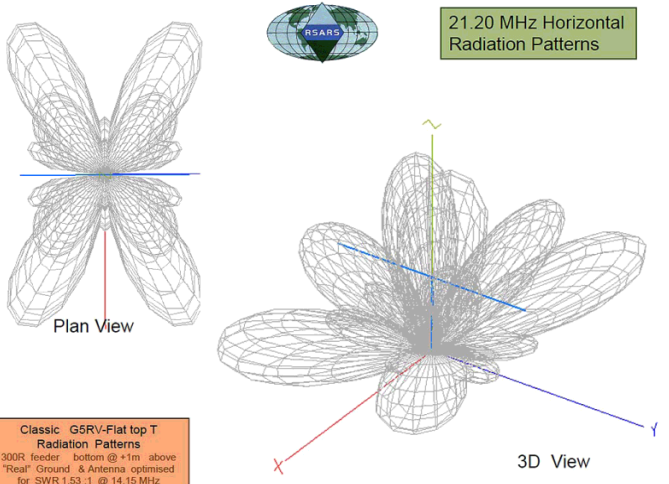 RSARS
21.20 MHz Horizontal
Radiation Patterns
Z
Plan View
Y
X
3D View
Classic G5RV-Flat top T
Radiation Patterns
300R feeder bottom @ +1m above
"Real" Ground & Antenna optimised
for SWR 1.53 :1 @ 14.15 MHz